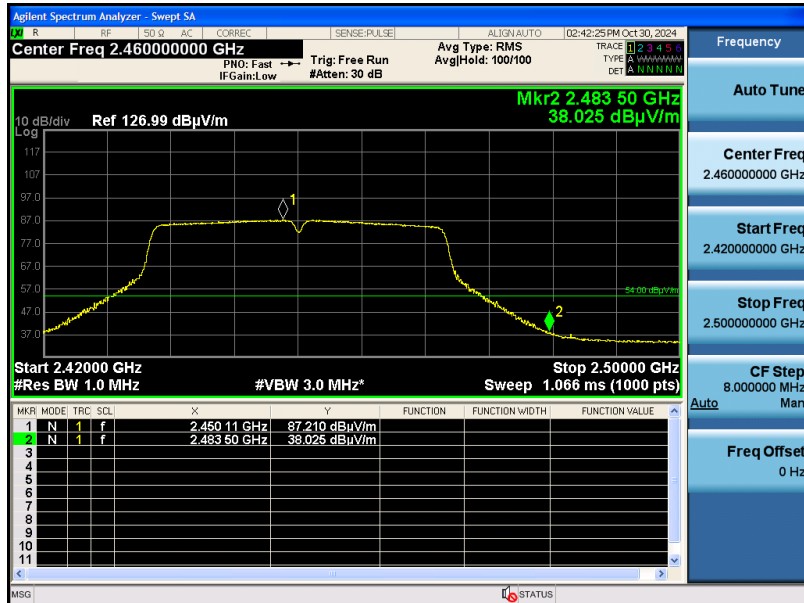 Agilent Spectrum Analyzer - Swept SA
LXI R RF 50 Ω AC CORREC SENSE:PULSE ALIGN AUTO 02:42:25 PM Oct 30, 2024
Center Freq 2.460000000 GHz
PNO: Fast
IFGain:Low
Trig: Free Run
#Atten: 30 dB
Avg Type: RMS
Avg|Hold: 100/100
TRACE 1 2 3 4 5 6
TYPE A WWWWW
DET A N N N N N
Mkr2 2.483 50 GHz
38.025 dBµV/m
10 dB/div Ref 126.99 dBµV/m
Log
117
107
97.0
87.0
77.0
67.0
57.0
47.0
37.0
1
54.00 dBµV/m
2
Start 2.42000 GHz Stop 2.50000 GHz
#Res BW 1.0 MHz #VBW 3.0 MHz* Sweep 1.066 ms (1000 pts)
MKR MODE TRC SCL X Y FUNCTION FUNCTION WIDTH FUNCTION VALUE
1 N 1 f 2.450 11 GHz 87.210 dBµV/m
2 N 1 f 2.483 50 GHz 38.025 dBµV/m
3
4
5
6
7
8
9
10
11
MSG STATUS
Frequency
Auto Tune
Center Freq
2.460000000 GHz
Start Freq
2.420000000 GHz
Stop Freq
2.500000000 GHz
CF Step
8.000000 MHz
Auto Man
Freq Offset
0 Hz